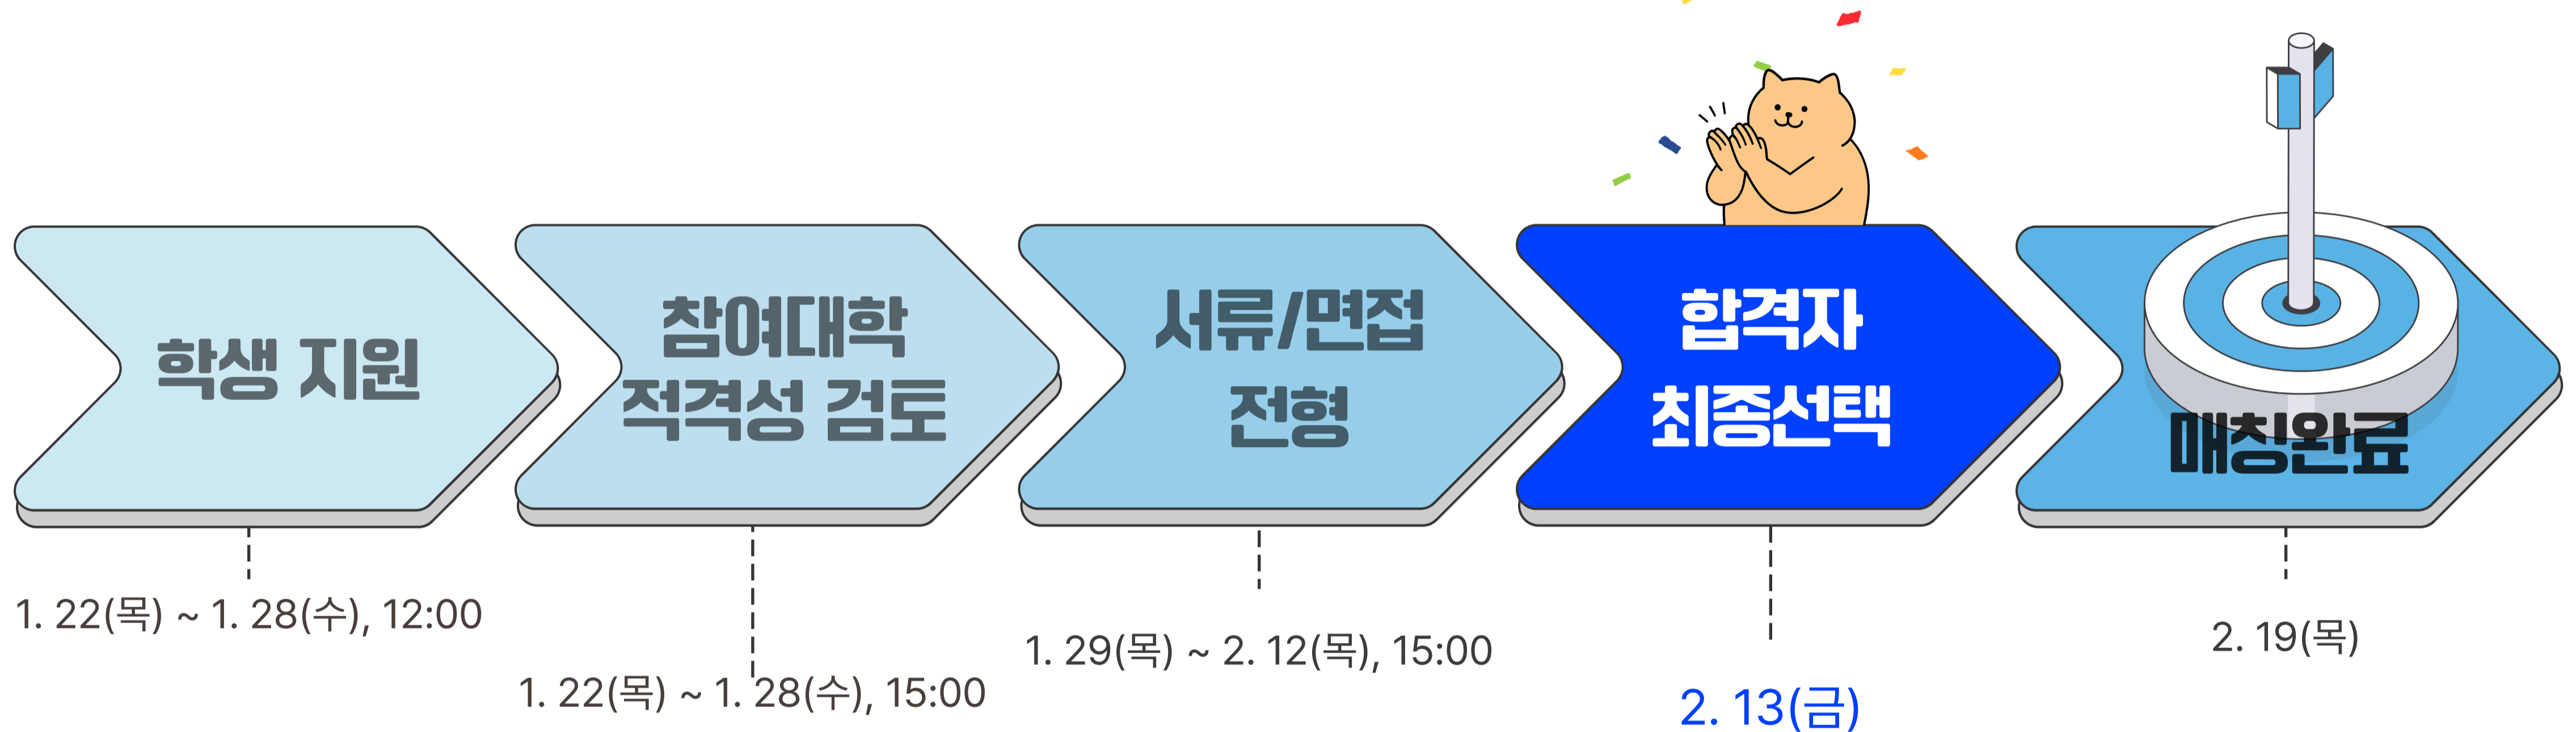 학생 지원
참여대학
적격성 검토
서류/면접
전형
합격자
최종선택
매칭완료
1. 22(목) ~ 1. 28(수), 12:00
1. 22(목) ~ 1. 28(수), 15:00
1. 29(목) ~ 2. 12(목), 15:00
2. 13(금)
2. 19(목)